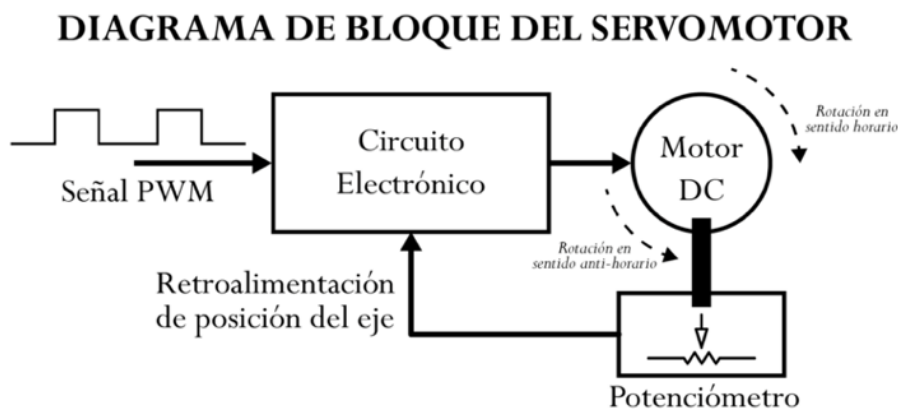 DIAGRAMA DE BLOQUE DEL SERVOMOTOR
Señal PWM
Circuito
Electrónico
Motor
DC
Rotación en
sentido horario
Rotación en
sentido anti-horario
Retroalimentación
de posición del eje
Potenciómetro